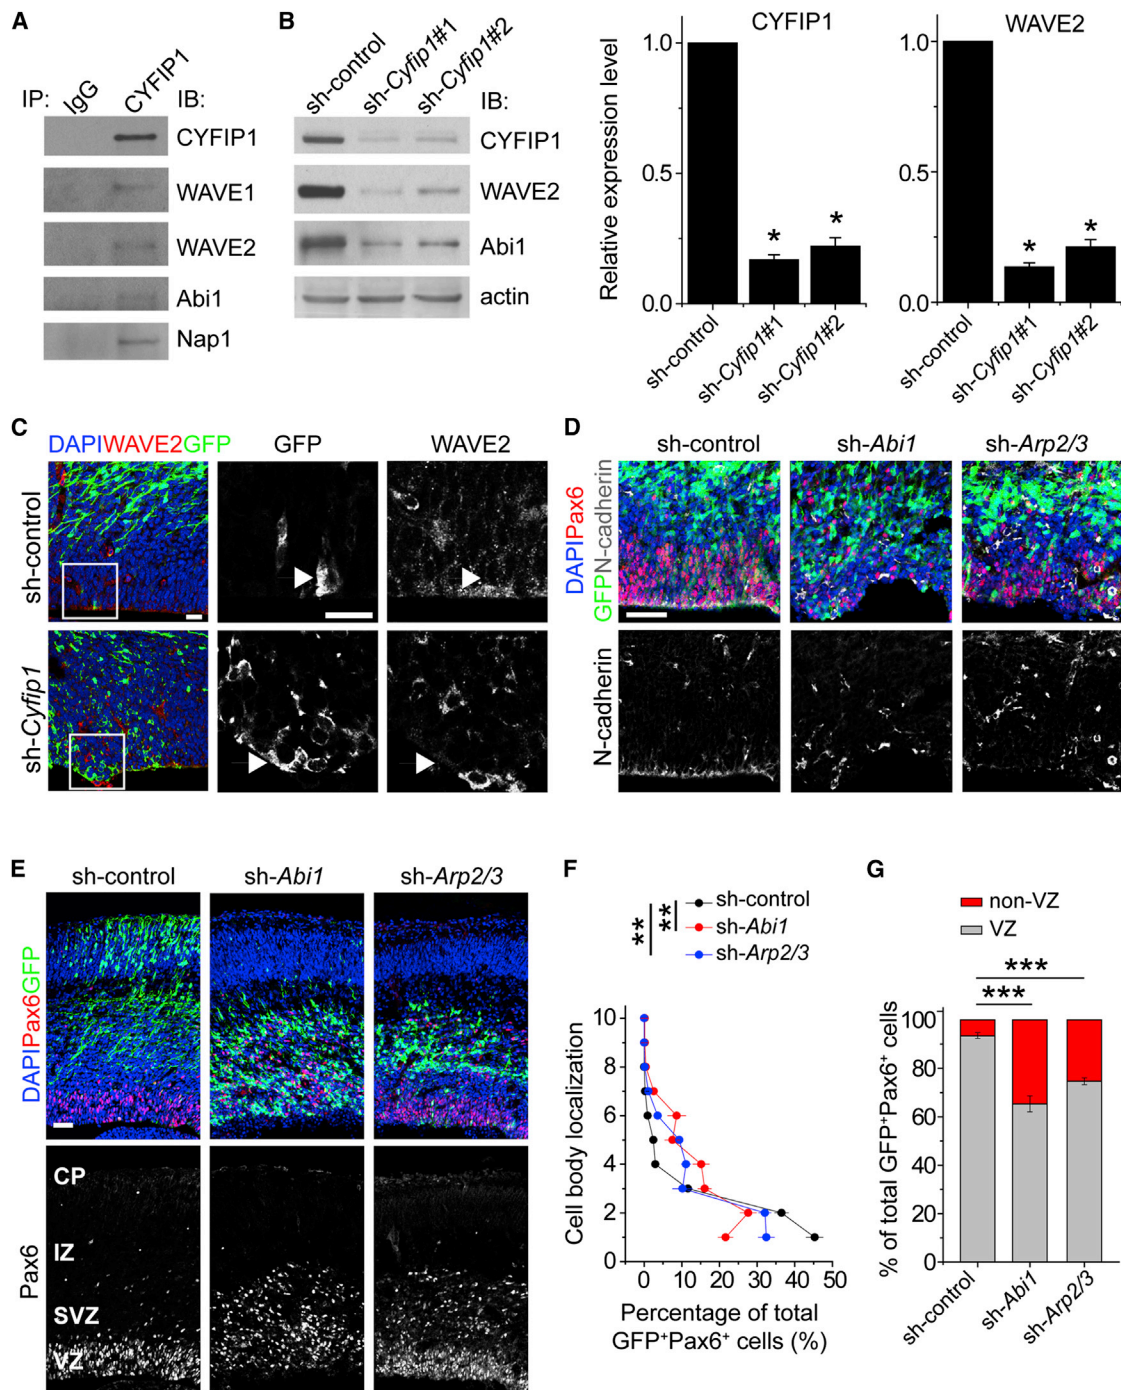 A
IP: IgG CYFIP1 IB:
CYFIP1
WAVE1
WAVE2
Abi1
Nap1
B
sh-control sh-Cyfip1#1 sh-Cyfip1#2
IB:
CYFIP1
WAVE2
Abi1
actin
CYFIP1
Relative expression level
1.0
0.5
0.0
* *
sh-control sh-Cyfip1#1 sh-Cyfip1#2
WAVE2
1.0
0.5
0.0
* *
sh-control sh-Cyfip1#1 sh-Cyfip1#2
C
DAPIWAVE2GFP GFP WAVE2
sh-control
sh-Cyfip1
D
sh-control sh-Abi1 sh-Arp2/3
DAPIPax6
GFPN-cadherin
N-cadherin
E
sh-control sh-Abi1 sh-Arp2/3
DAPIPax6GFP
Pax6
CP
IZ
SVZ
VZ
F
sh-control
sh-Abi1
sh-Arp2/3
** **
Cell body localization
10
8
6
4
2
0
0 10 20 30 40 50
Percentage of total
GFP⁺Pax6⁺ cells (%)
G
non-VZ
VZ
***
***
% of total GFP⁺Pax6⁺ cells
100
80
60
40
20
0
sh-control sh-Abi1 sh-Arp2/3